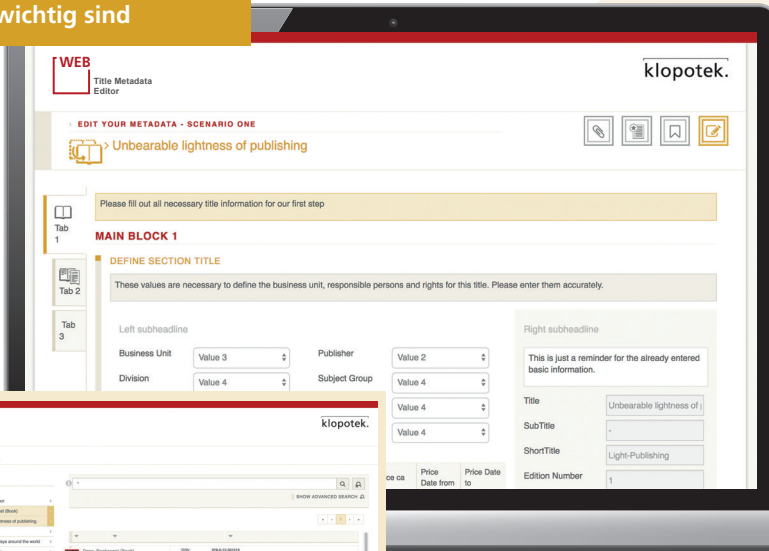 wichtig sind
WEB
Title Metadata
Editor
klopotek.
› EDIT YOUR METADATA - SCENARIO ONE
› Unbearable lightness of publishing
Tab
1
Tab 2
Tab
3
Please fill out all necessary title information for our first step
MAIN BLOCK 1
DEFINE SECTION TITLE
These values are necessary to define the business unit, responsible persons and rights for this title. Please enter them accurately.
Left subheadline
Business Unit Value 3 Publisher Value 2
Division Value 4 Subject Group Value 4
Value 4
Value 4
Price Price Date
Date from to
Right subheadline
This is just a reminder for the already entered
basic information.
Title Unbearable lightness of
SubTitle -
ShortTitle Light-Publishing
Edition Number 1
klopotek.
SHOW ADVANCED SEARCH